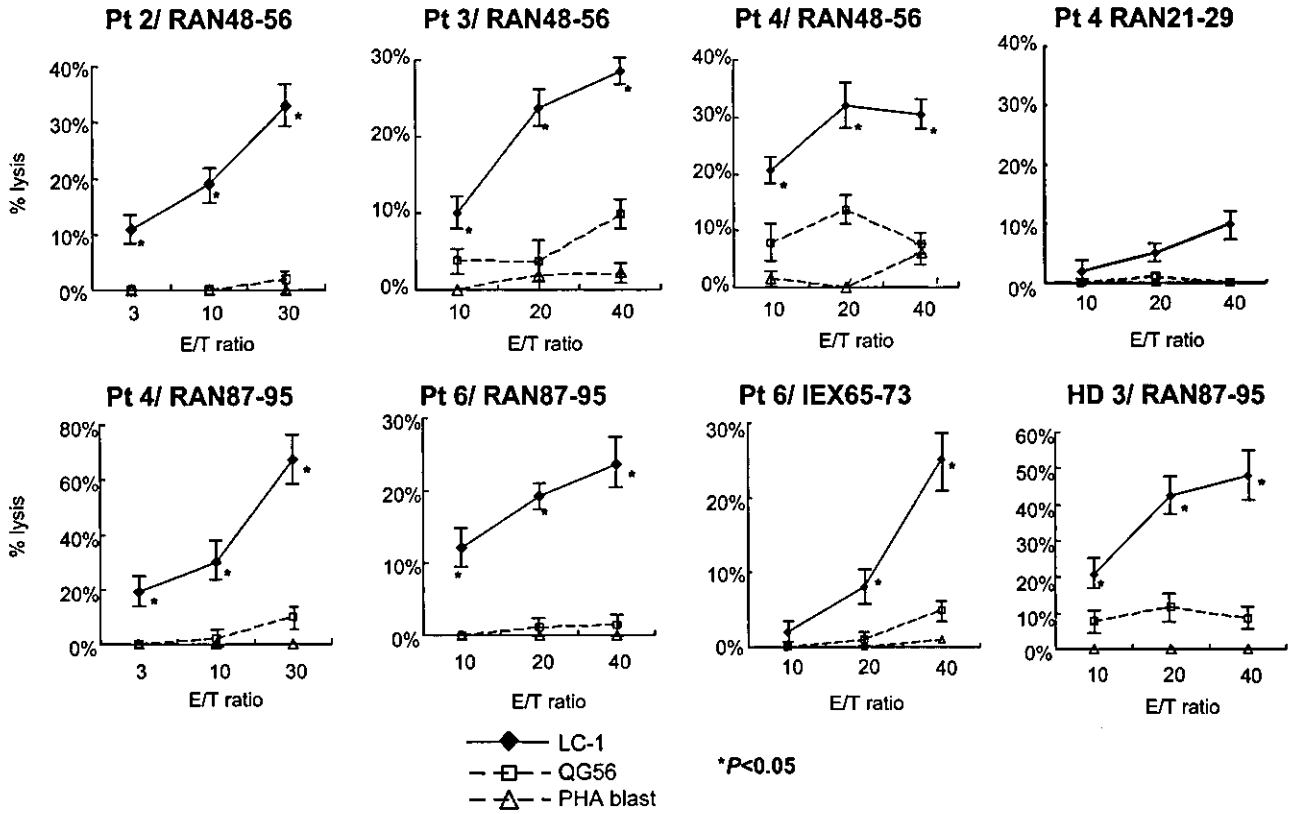 Pt 2/ RAN48-56
% lysis
40%
30%
20%
10%
0%
3 10 30
E/T ratio
Pt 3/ RAN48-56
30%
20%
10%
0%
10 20 40
E/T ratio
Pt 4/ RAN48-56
40%
30%
20%
10%
0%
10 20 40
E/T ratio
Pt 4 RAN21-29
40%
30%
20%
10%
0%
10 20 40
E/T ratio
Pt 4/ RAN87-95
% lysis
80%
60%
40%
20%
0%
3 10 30
E/T ratio
Pt 6/ RAN87-95
30%
20%
10%
0%
10 20 40
E/T ratio
Pt 6/ IEX65-73
30%
20%
10%
0%
10 20 40
E/T ratio
HD 3/ RAN87-95
60%
50%
40%
30%
20%
10%
0%
10 20 40
E/T ratio
LC-1
QG56
PHA blast
*P<0.05